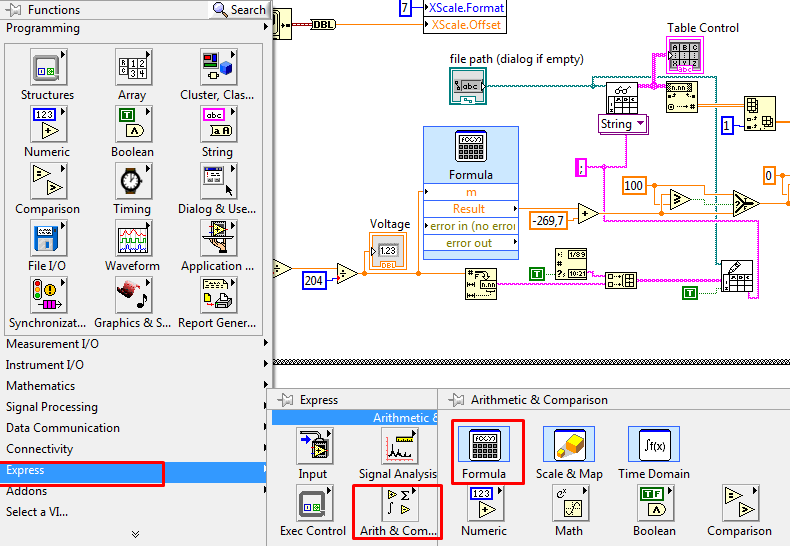 Functions
Search
Programming
Structures
Array
Cluster, Clas...
Numeric
Boolean
String
Comparison
Timing
Dialog & Use...
File I/O
Waveform
Application ...
Synchronizat...
Graphics & S...
Report Gener...
Measurement I/O
Instrument I/O
Mathematics
Signal Processing
Data Communication
Connectivity
Express
Addons
Select a VI...
7
XScale.Format
DBL
XScale.Offset
Table Control
file path (dialog if empty)
abc
String
1
Formula
m
Result
error in (no erro
error out
-269,7
100
0
;
Voltage
1.23
DBL
204
T
T
Express
Arithmetic &
Input
Signal Analysis
Exec Control
Arith & Com...
Arithmetic & Comparison
Formula
Scale & Map
Time Domain
Numeric
Math
Boolean
Comparison